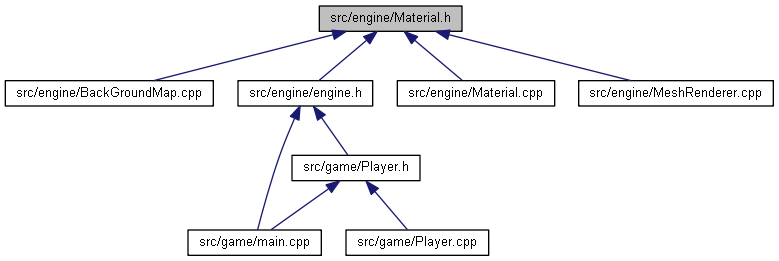 src/engine/Material.h
src/engine/BackGroundMap.cpp
src/engine/engine.h
src/engine/Material.cpp
src/engine/MeshRenderer.cpp
src/game/Player.h
src/game/main.cpp
src/game/Player.cpp